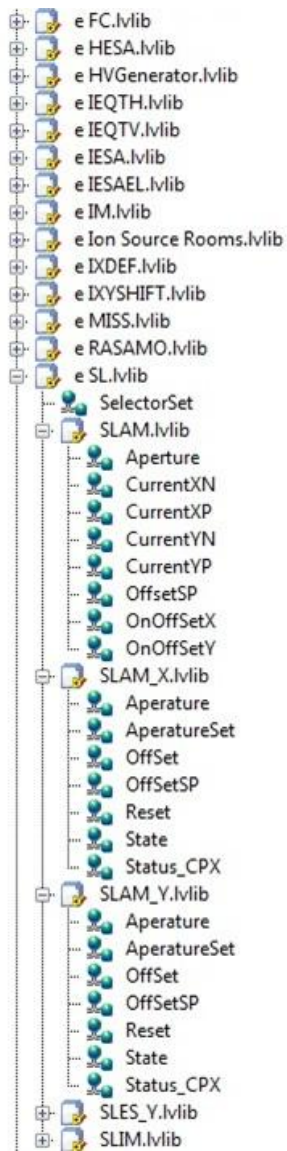 e FC.lvlib
e HESA.lvlib
e HVGenerator.lvlib
e IEQTH.lvlib
e IEQTV.lvlib
e IESA.lvlib
e IESAEL.lvlib
e IM.lvlib
e Ion Source Rooms.lvlib
e IXDEF.lvlib
e IXYSHIFT.lvlib
e MISS.lvlib
e RASAMO.lvlib
e SL.lvlib
SelectorSet
SLAM.lvlib
Aperture
CurrentXN
CurrentXP
CurrentYN
CurrentYP
OffsetSP
OnOffSetX
OnOffSetY
SLAM_X.lvlib
Aperature
AperatureSet
OffSet
OffSetSP
Reset
State
Status_CPX
SLAM_Y.lvlib
Aperature
AperatureSet
OffSet
OffSetSP
Reset
State
Status_CPX
SLES_Y.lvlib
SLIM.lvlib